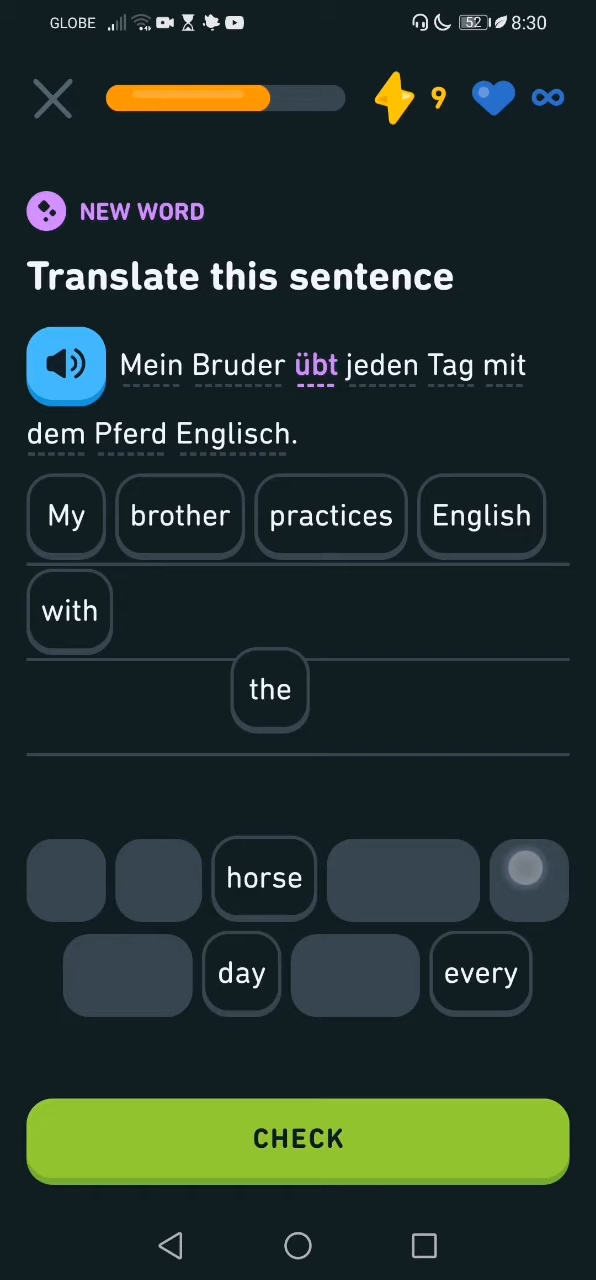 GLOBE 52 8:30
9 ∞
NEW WORD
Translate this sentence
Mein Bruder übt jeden Tag mit
dem Pferd Englisch.
My brother practices English
with
the
horse
day every
CHECK